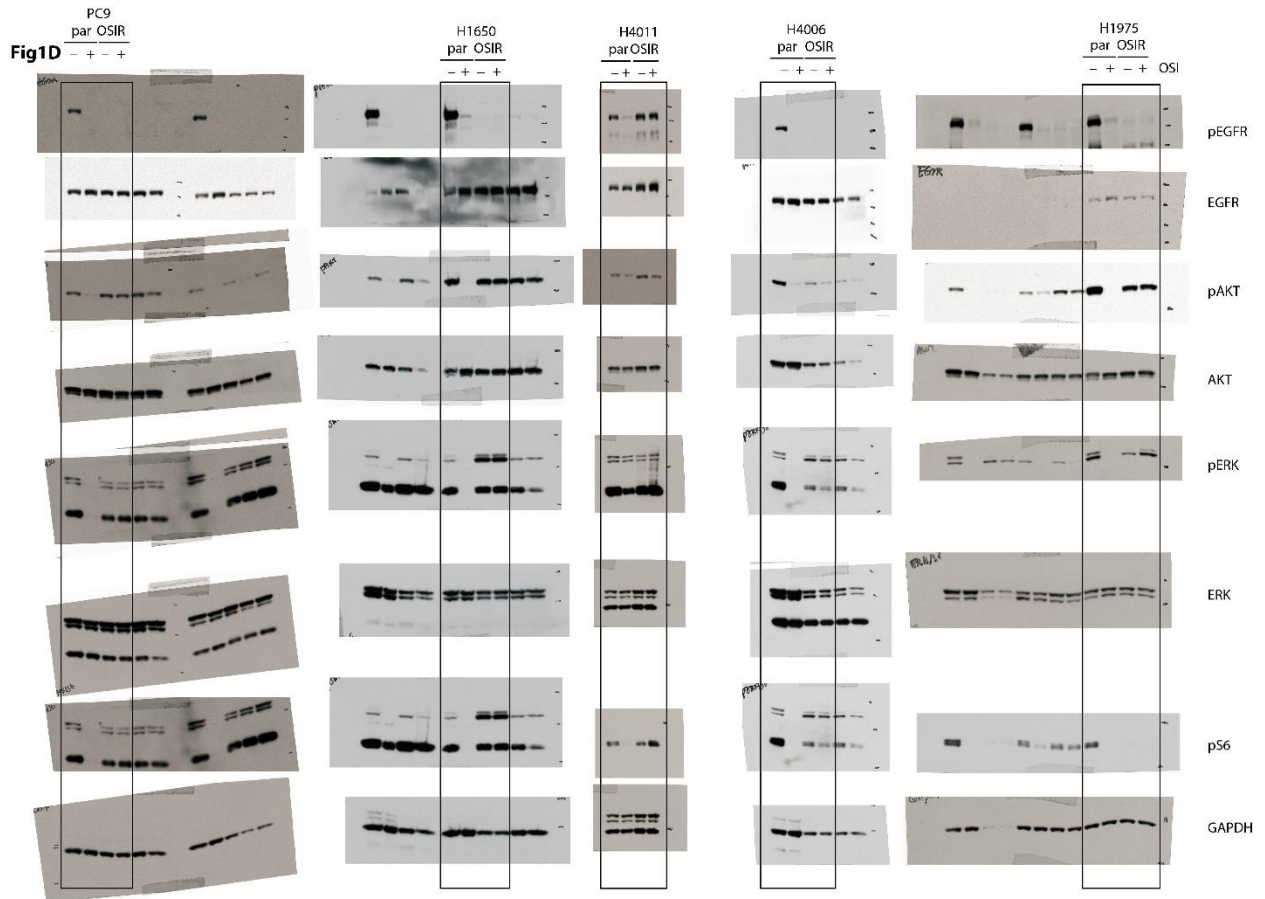 Fig1D
PC9
par OSIR
– + – +
H1650
par OSIR
– + – +
H4011
par OSIR
– + – +
H4006
par OSIR
– + – +
H1975
par OSIR
– + – + OSI
pEGFR
EGFR
EGFR
pAKT
AKT
pERK
ERK
pS6
GAPDH